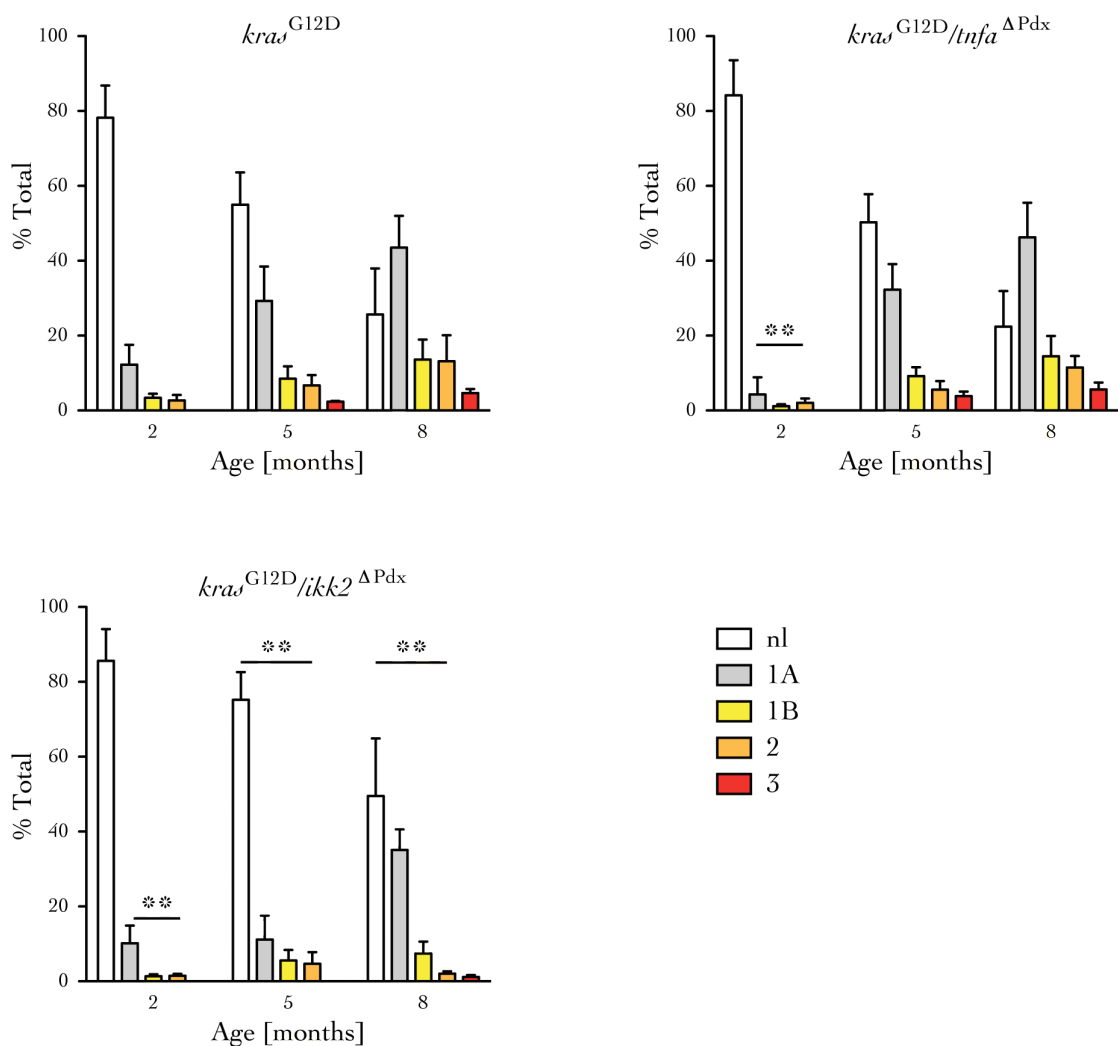 kras G12D
100
80
60
40
20
0
% Total
2 5 8
Age [months]
kras G12D/tnfa ΔPdx
100
80
60
40
20
0
% Total
**
2 5 8
Age [months]
kras G12D/ikk2 ΔPdx
100
80
60
40
20
0
% Total
** ** **
2 5 8
Age [months]
nl
1A
1B
2
3